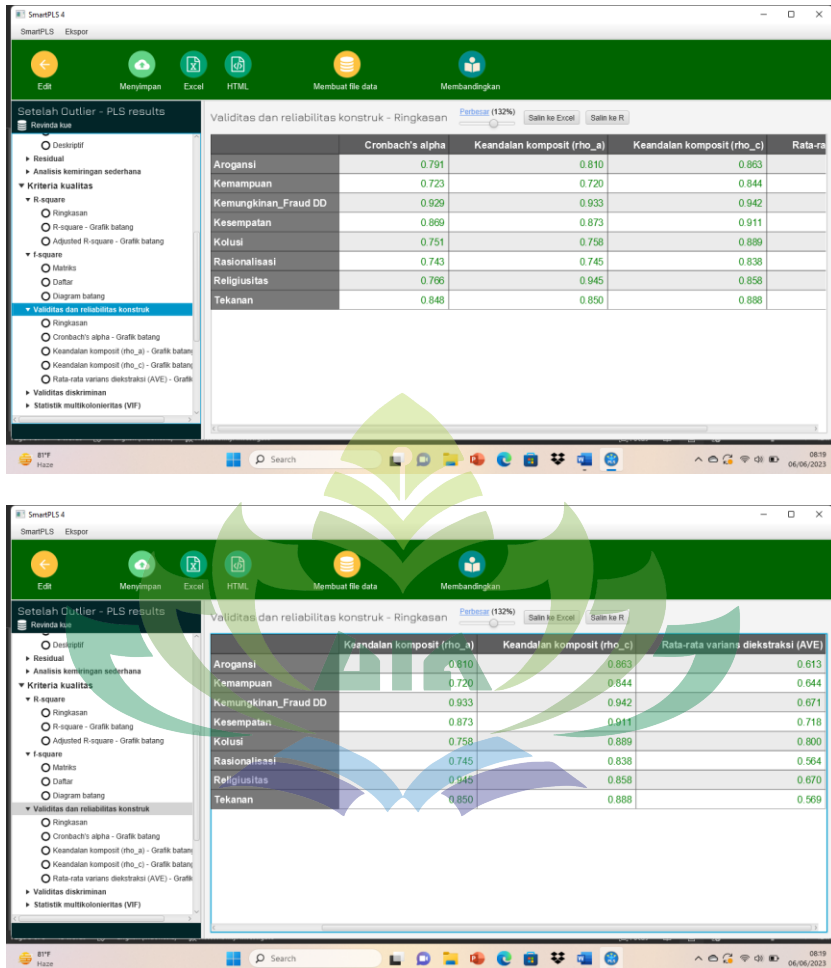 SmartPLS 4
SmartPLS Ekspor
Edit Menyimpan Excel HTML Membuat file data Membandingkan
Setelah Outlier - PLS results
Revinda kue
Deskriptif
Residual
Analisis kemiringan sederhana
Kriteria kualitas
R-square
Ringkasan
R-square - Grafik batang
Adjusted R-square - Grafik batang
f-square
Matriks
Daftar
Diagram batang
Validitas dan reliabilitas konstruk
Ringkasan
Cronbach's alpha - Grafik batang
Keandalan komposit (rho_a) - Grafik batang
Keandalan komposit (rho_c) - Grafik batang
Rata-rata varians diekstraksi (AVE) - Grafik
Validitas diskriminan
Statistik multikolonieritas (VIF)
Validitas dan reliabilitas konstruk - Ringkasan Perbesar (132%) Salin ke Excel Salin ke R
Cronbach's alpha Keandalan komposit (rho_a) Keandalan komposit (rho_c) Rata-ra
Arogansi 0.791 0.810 0.863
Kemampuan 0.723 0.720 0.844
Kemungkinan_Fraud DD 0.929 0.933 0.942
Kesempatan 0.869 0.873 0.911
Kolusi 0.751 0.758 0.889
Rasionalisasi 0.743 0.745 0.838
Religiusitas 0.766 0.945 0.858
Tekanan 0.848 0.850 0.888
81°F
Haze
Search
08:19
06/06/2023
SmartPLS 4
SmartPLS Ekspor
Edit Menyimpan Excel HTML Membuat file data Membandingkan
Setelah Outlier - PLS results
Revinda kue
Deskriptif
Residual
Analisis kemiringan sederhana
Kriteria kualitas
R-square
Ringkasan
R-square - Grafik batang
Adjusted R-square - Grafik batang
f-square
Matriks
Daftar
Diagram batang
Validitas dan reliabilitas konstruk
Ringkasan
Cronbach's alpha - Grafik batang
Keandalan komposit (rho_a) - Grafik batang
Keandalan komposit (rho_c) - Grafik batang
Rata-rata varians diekstraksi (AVE) - Grafik
Validitas diskriminan
Statistik multikolonieritas (VIF)
Validitas dan reliabilitas konstruk - Ringkasan Perbesar (132%) Salin ke Excel Salin ke R
Keandalan komposit (rho_a) Keandalan komposit (rho_c) Rata-rata varians diekstraksi (AVE)
Arogansi 0.810 0.863 0.613
Kemampuan 0.720 0.844 0.644
Kemungkinan_Fraud DD 0.933 0.942 0.671
Kesempatan 0.873 0.911 0.718
Kolusi 0.758 0.889 0.800
Rasionalisasi 0.745 0.838 0.564
Religiusitas 0.945 0.858 0.670
Tekanan 0.850 0.888 0.569
81°F
Haze
Search
08:19
06/06/2023